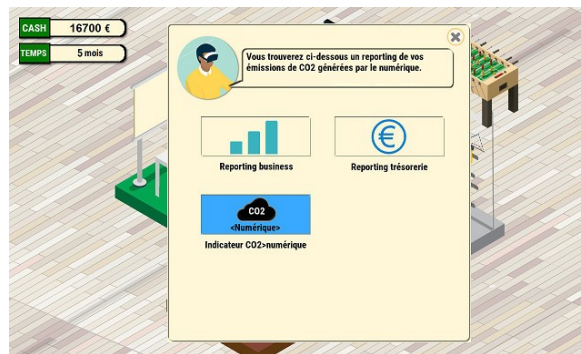 CASH 16700 €
TEMPS 5 mois
Vous trouverez ci-dessous un reporting de vos
émissions de CO2 générées par le numérique.
€
Reporting business
Reporting trésorerie
CO2
<Numérique>
Indicateur CO2>numérique